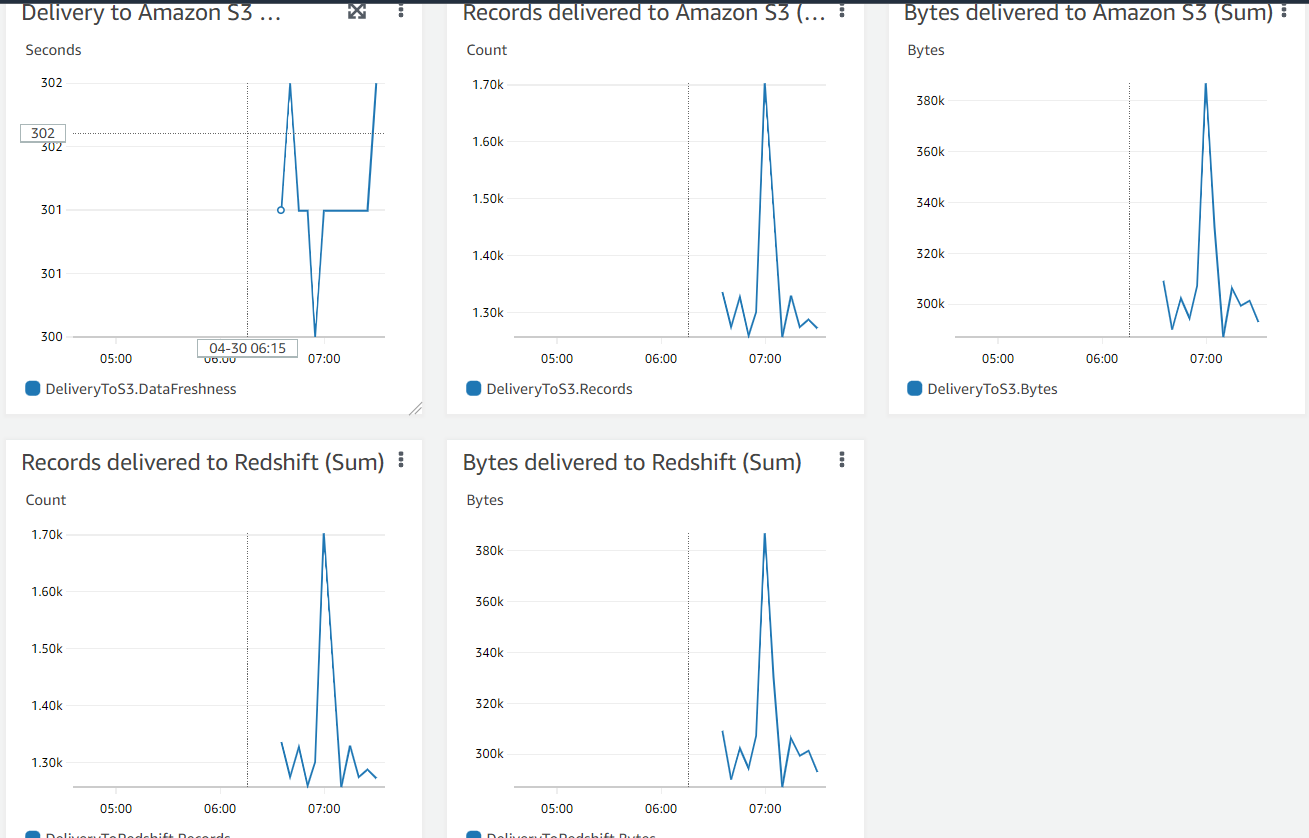 Delivery to Amazon S3 ...
Seconds
302
302
302
301
301
300
05:00
06:00
04-30 06:15
07:00
DeliveryToS3.DataFreshness
Records delivered to Amazon S3 (...
Count
1.70k
1.60k
1.50k
1.40k
1.30k
05:00
06:00
07:00
DeliveryToS3.Records
Bytes delivered to Amazon S3 (Sum)
Bytes
380k
360k
340k
320k
300k
05:00
06:00
07:00
DeliveryToS3.Bytes
Records delivered to Redshift (Sum)
Count
1.70k
1.60k
1.50k
1.40k
1.30k
05:00
06:00
07:00
DeliveryToRedshift.Records
Bytes delivered to Redshift (Sum)
Bytes
380k
360k
340k
320k
300k
05:00
06:00
07:00
DeliveryToRedshift.Bytes